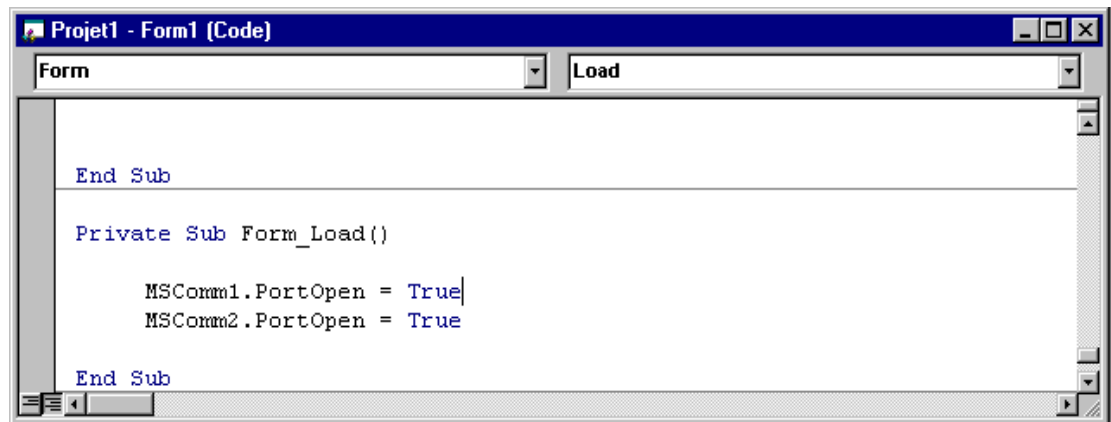 Projet1 - Form1 (Code)
Form Load
End Sub
Private Sub Form_Load()
MSComm1.PortOpen = True
MSComm2.PortOpen = True
End Sub